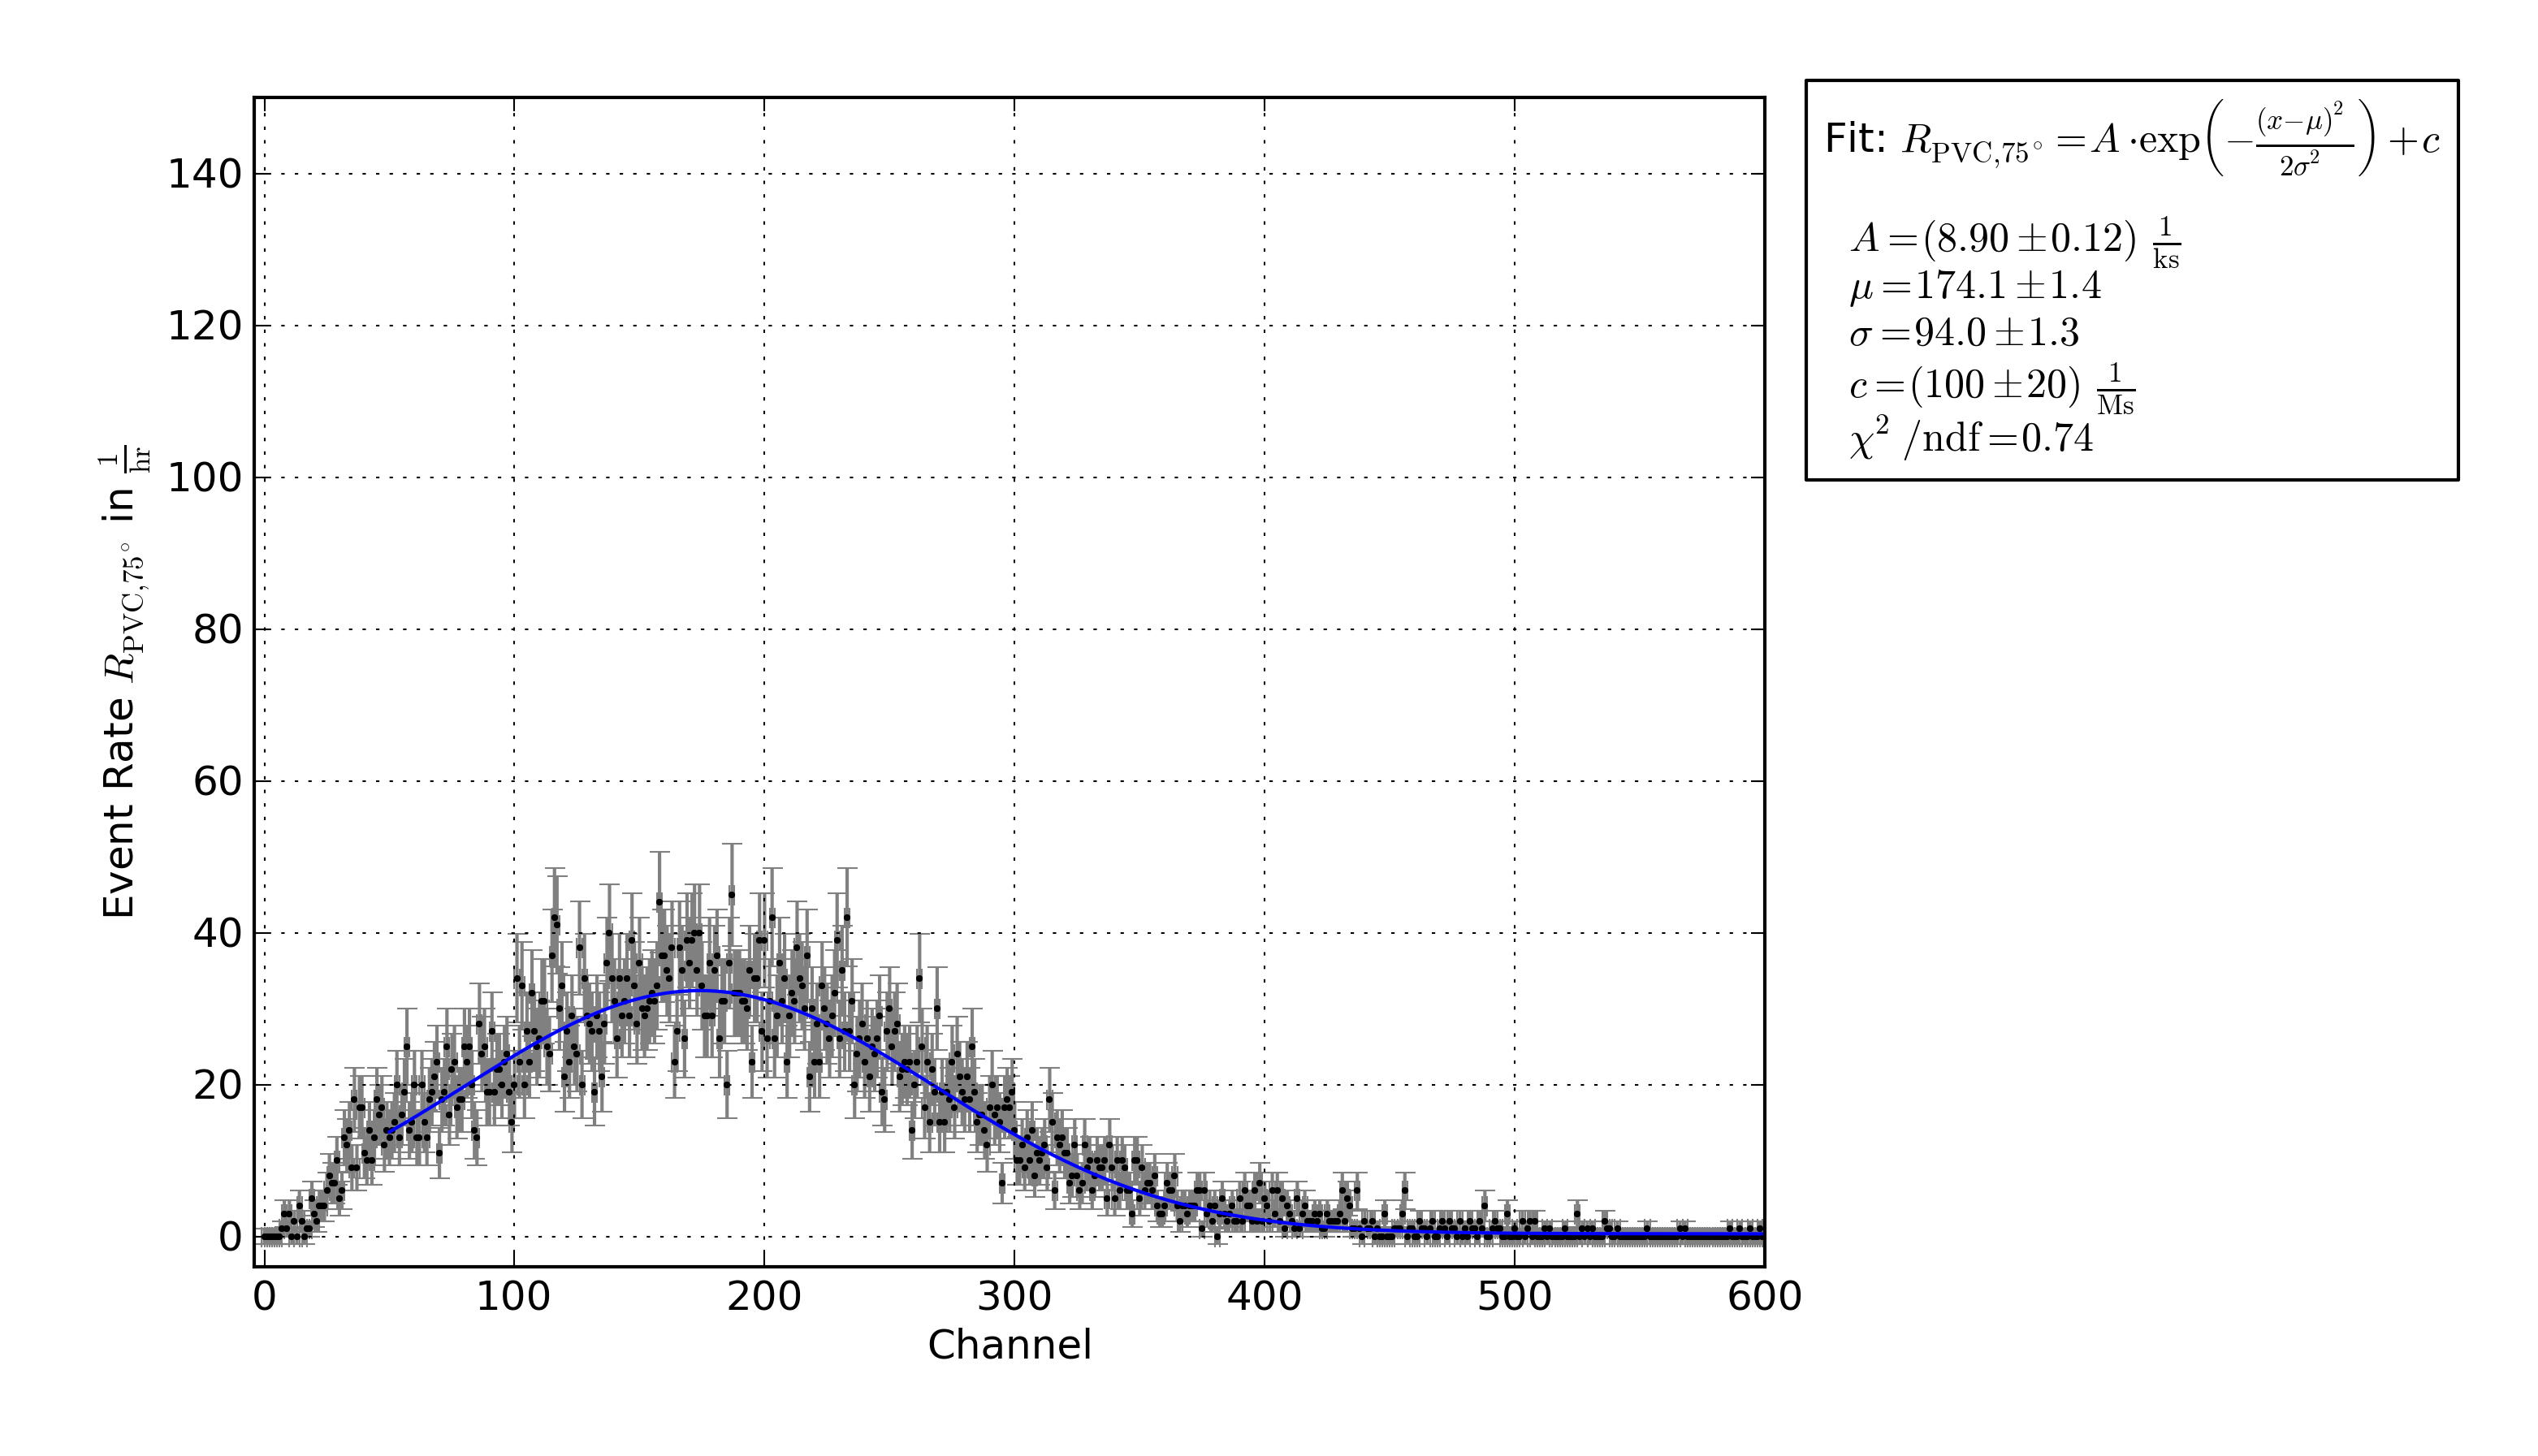 Fit: R_PVC,75° = A · exp(−(x−μ)²/2σ²) + c
A = (8.90 ± 0.12) 1/ks
μ = 174.1 ± 1.4
σ = 94.0 ± 1.3
c = (100 ± 20) 1/Ms
χ² /ndf = 0.74
Event Rate R_PVC,75° in 1/hr
140
120
100
80
60
40
20
0
0 100 200 300 400 500 600
Channel